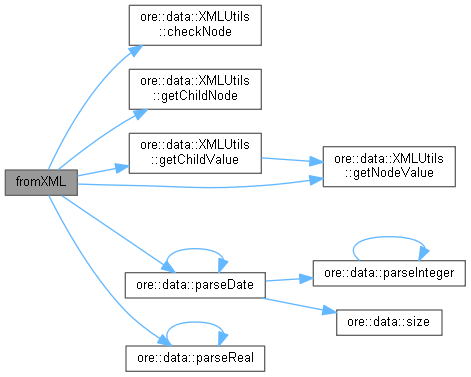 ore::data::XMLUtils
::checkNode
ore::data::XMLUtils
::getChildNode
ore::data::XMLUtils
::getChildValue
ore::data::XMLUtils
::getNodeValue
fromXML
ore::data::parseDate
ore::data::parseInteger
ore::data::size
ore::data::parseReal